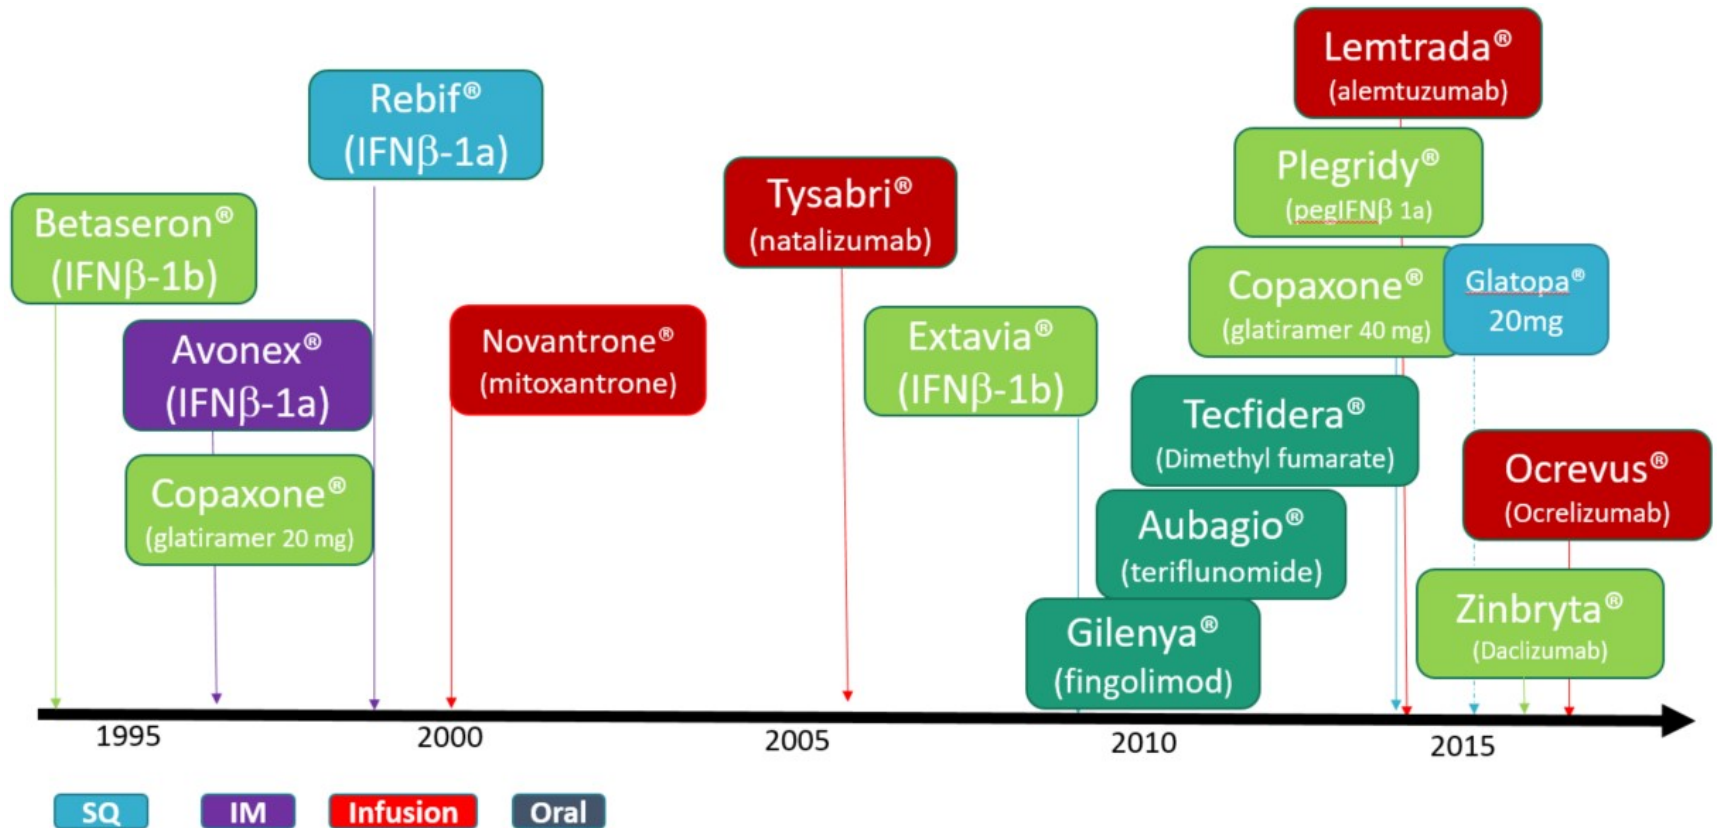 Lemtrada®
(alemtuzumab)
Rebif®
(IFNβ-1a)
Plegridy®
(pegIFNβ 1a)
Tysabri®
(natalizumab)
Betaseron®
(IFNβ-1b)
Copaxone®
(glatiramer 40 mg)
Glatopa®
20mg
Avonex®
(IFNβ-1a)
Novantrone®
(mitoxantrone)
Extavia®
(IFNβ-1b)
Tecfidera®
(Dimethyl fumarate)
Ocrevus®
(Ocrelizumab)
Copaxone®
(glatiramer 20 mg)
Aubagio®
(teriflunomide)
Zinbryta®
(Daclizumab)
Gilenya®
(fingolimod)
1995 2000 2005 2010 2015
SQ IM Infusion Oral